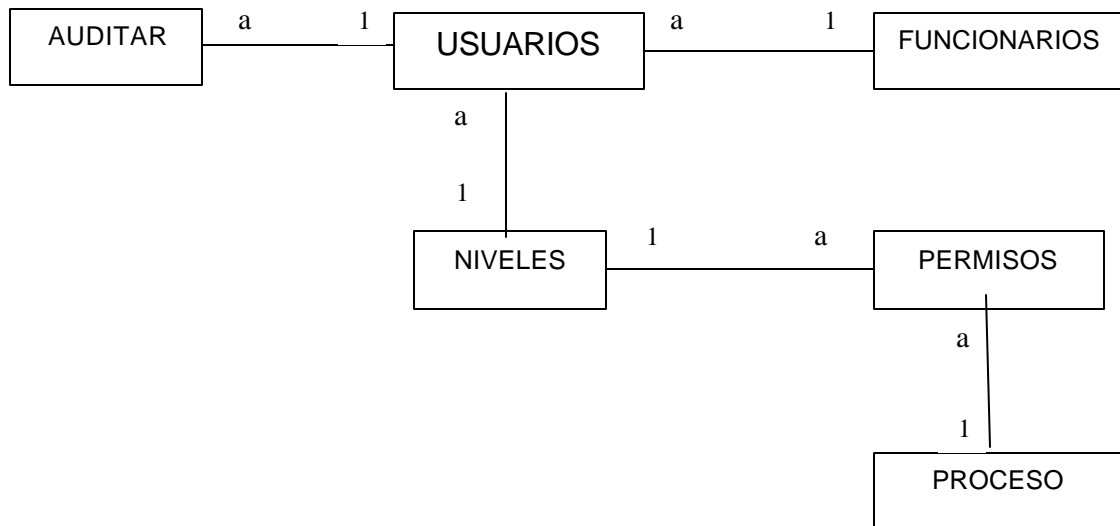 AUDITAR a 1 USUARIOS a 1 FUNCIONARIOS
a
1
NIVELES 1 a PERMISOS
a
1
PROCESO